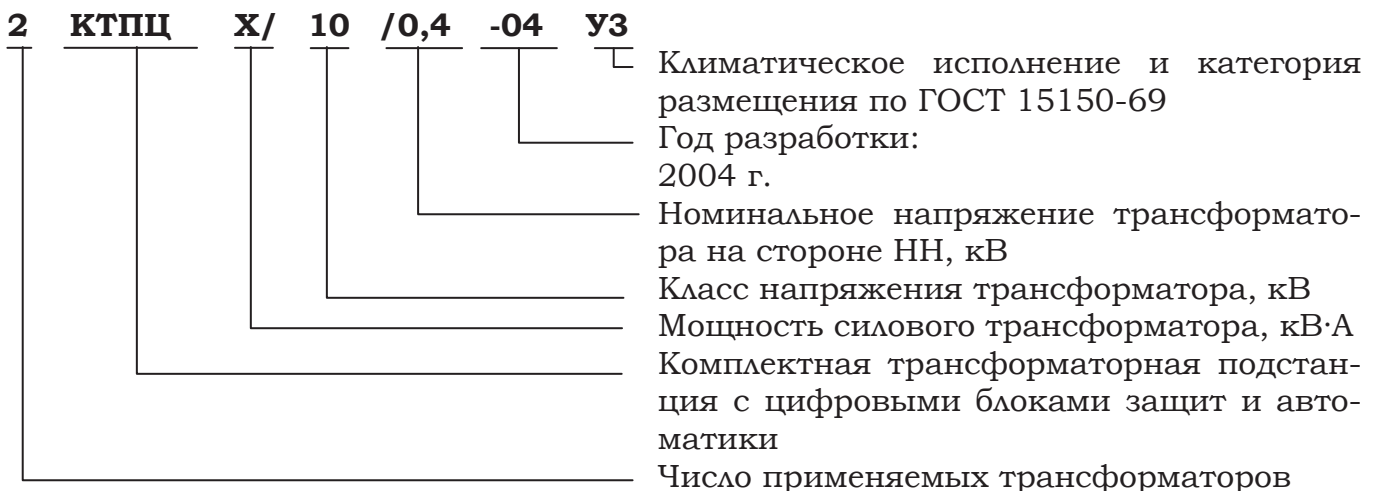 2 КТПЦ Х/ 10 /0,4 -04 У3
Климатическое исполнение и категория
размещения по ГОСТ 15150-69
Год разработки:
2004 г.
Номинальное напряжение трансформато-
ра на стороне НН, кВ
Класс напряжения трансформатора, кВ
Мощность силового трансформатора, кВ·А
Комплектная трансформаторная подстан-
ция с цифровыми блоками защит и авто-
матики
Число применяемых трансформаторов